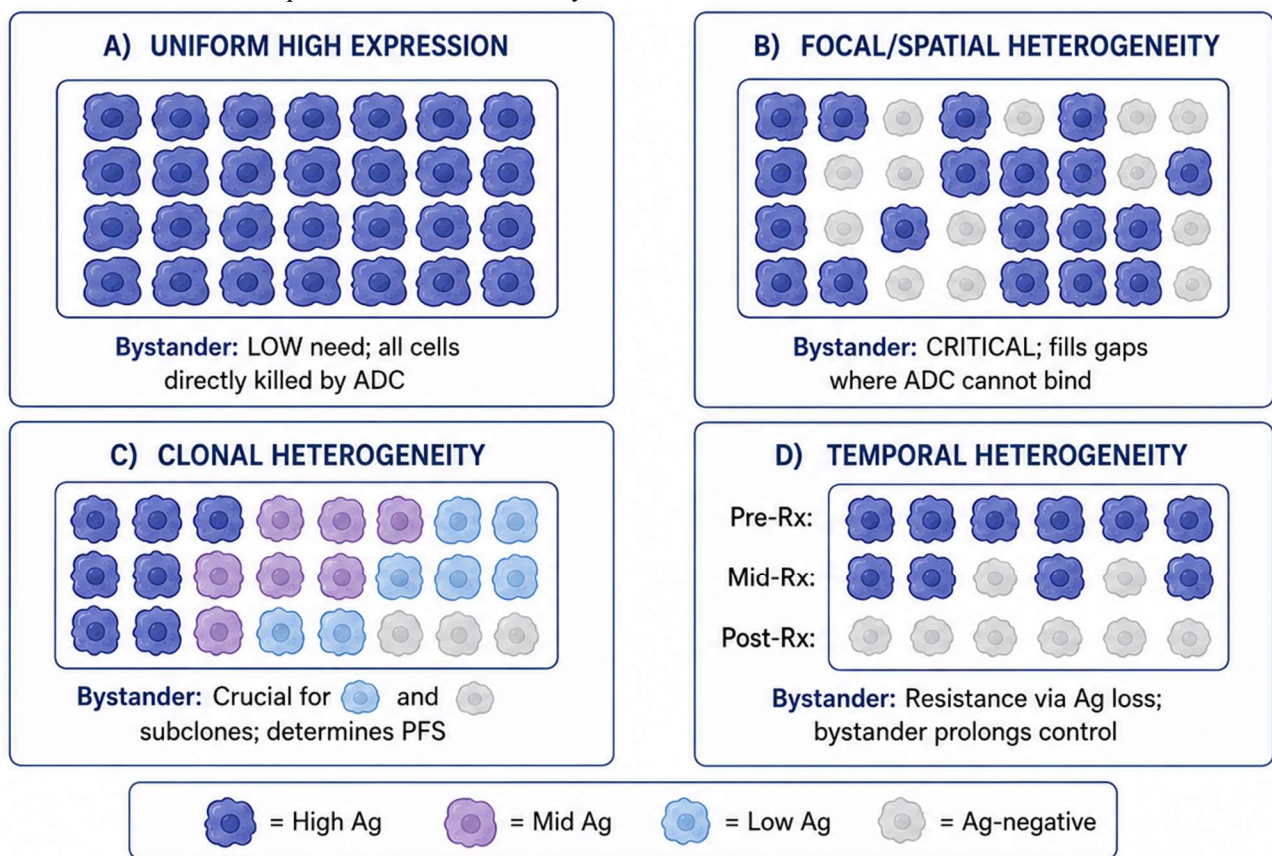 A) UNIFORM HIGH EXPRESSION
Bystander: LOW need; all cells
directly killed by ADC
B) FOCAL/SPATIAL HETEROGENEITY
Bystander: CRITICAL; fills gaps
where ADC cannot bind
C) CLONAL HETEROGENEITY
Bystander: Crucial for and
subclones; determines PFS
D) TEMPORAL HETEROGENEITY
Pre-Rx:
Mid-Rx:
Post-Rx:
Bystander: Resistance via Ag loss;
bystander prolongs control
= High Ag = Mid Ag = Low Ag = Ag-negative